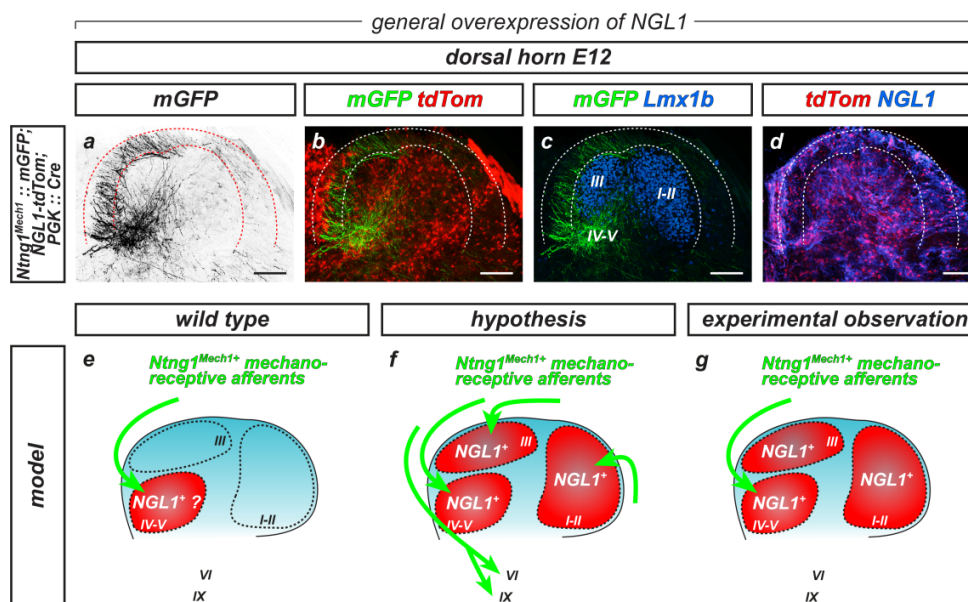 general overexpression of NGL1
dorsal horn E12
mGFP
mGFP tdTom
mGFP Lmx1b
tdTom NGL1
Ntng1Mech1 :: mGFP;
NGL1-tdTom;
PGK :: Cre
a
b
c
III
I-II
IV-V
d
wild type
hypothesis
experimental observation
model
e
Ntng1Mech1+ mechano-
receptive afferents
III
NGL1+ ?
IV-V
I-II
VI
IX
f
Ntng1Mech1+ mechano-
receptive afferents
NGL1+ III
NGL1+
NGL1+
IV-V
I-II
VI
IX
g
Ntng1Mech1+ mechano-
receptive afferents
NGL1+ III
NGL1+
NGL1+
IV-V
I-II
VI
IX